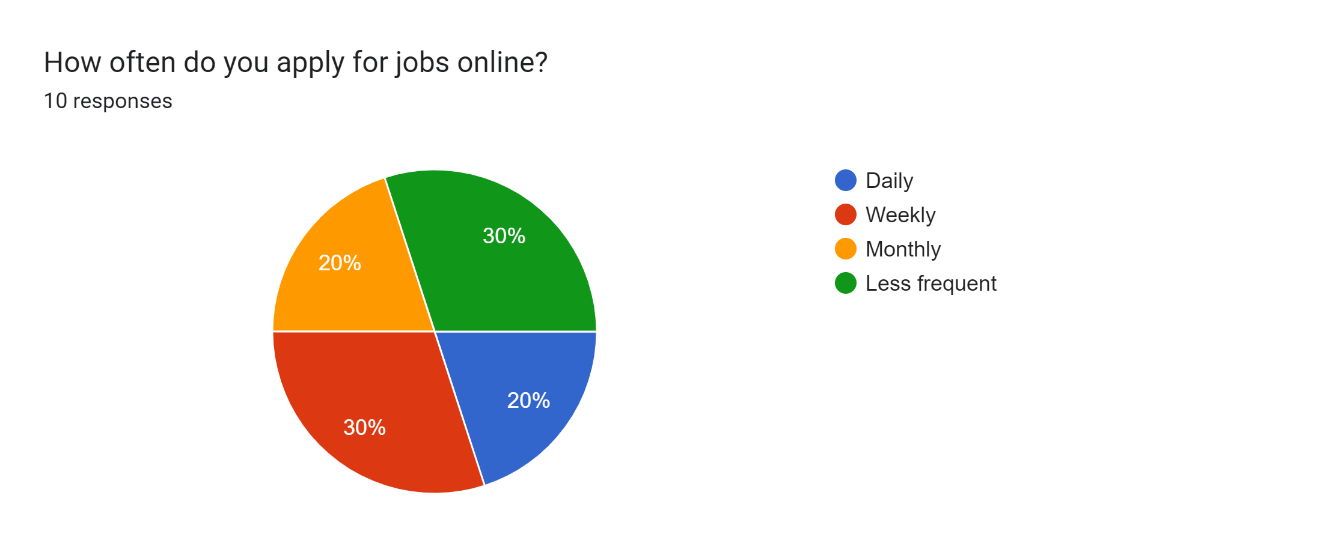 How often do you apply for jobs online?
10 responses
30%
20%
20%
30%
Daily
Weekly
Monthly
Less frequent